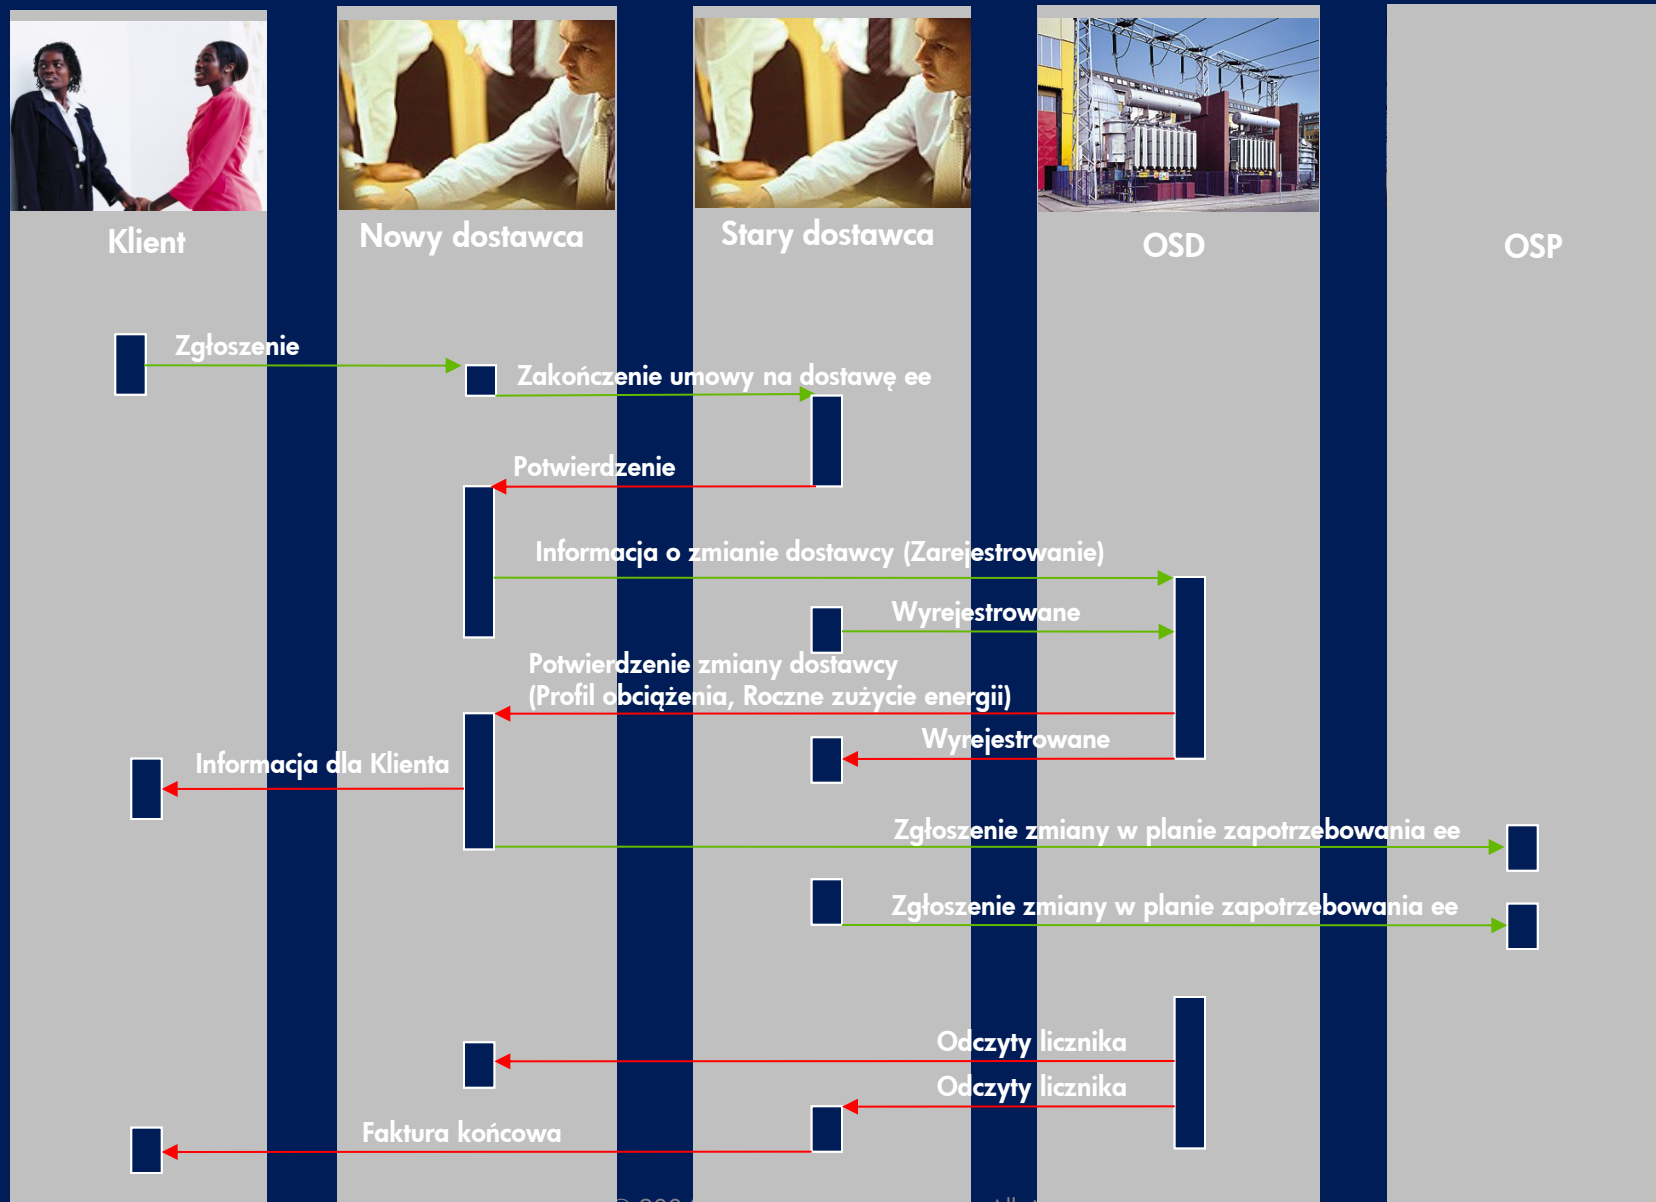 Klient
Nowy dostawca
Stary dostawca
OSD
OSP
Zgłoszenie
Zakończenie umowy na dostawę ee
Potwierdzenie
Informacja o zmianie dostawcy (Zarejestrowanie)
Wyrejestrowane
Potwierdzenie zmiany dostawcy
(Profil obciążenia, Roczne zużycie energii)
Wyrejestrowane
Informacja dla Klienta
Zgłoszenie zmiany w planie zapotrzebowania ee
Zgłoszenie zmiany w planie zapotrzebowania ee
Odczyty licznika
Odczyty licznika
Faktura końcowa